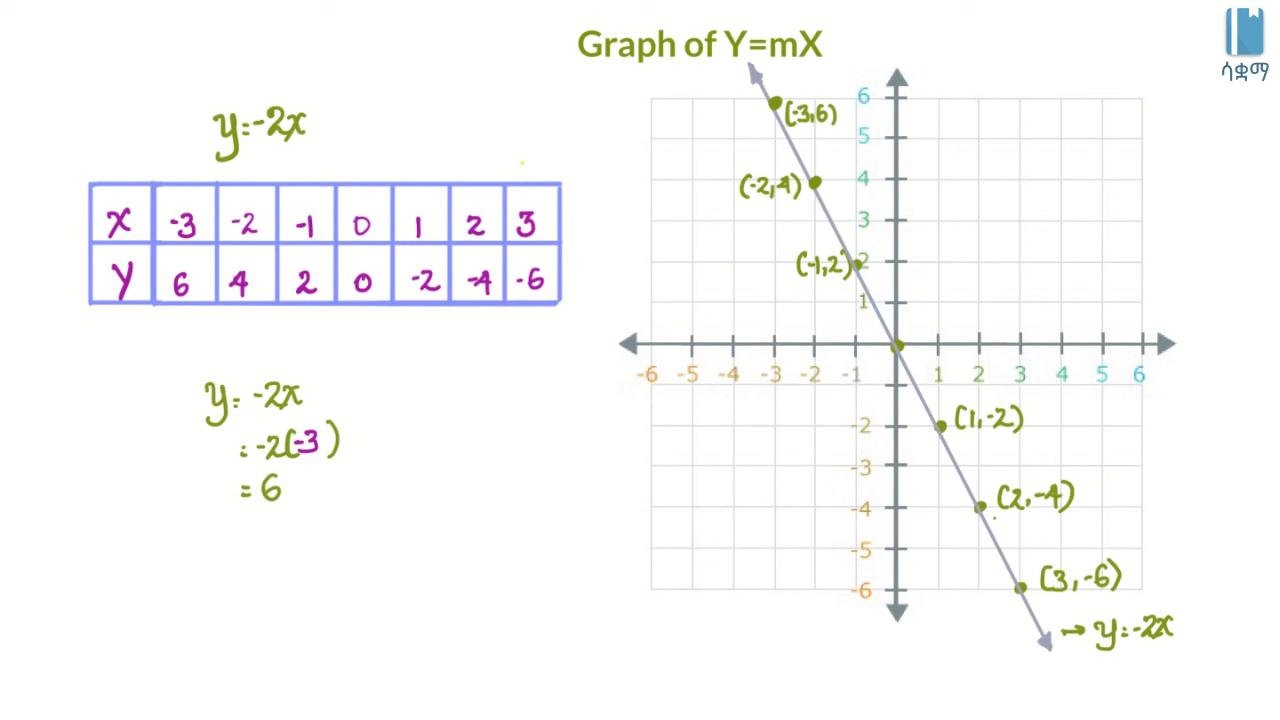 Graph of Y=mX
ሳቋማ
y=-2x
X -3 -2 -1 0 1 2 3
Y 6 4 2 0 -2 -4 -6
y= -2x
= -2(-3)
= 6
6
(-3,6)
5
(-2,4) 4
3
(-1,2) 2
1
-6 -5 -4 -3 -2 -1 1 2 3 4 5 6
-2 (1,-2)
-3
-4 (2,-4)
-5
-6 (3,-6)
→ y=-2x